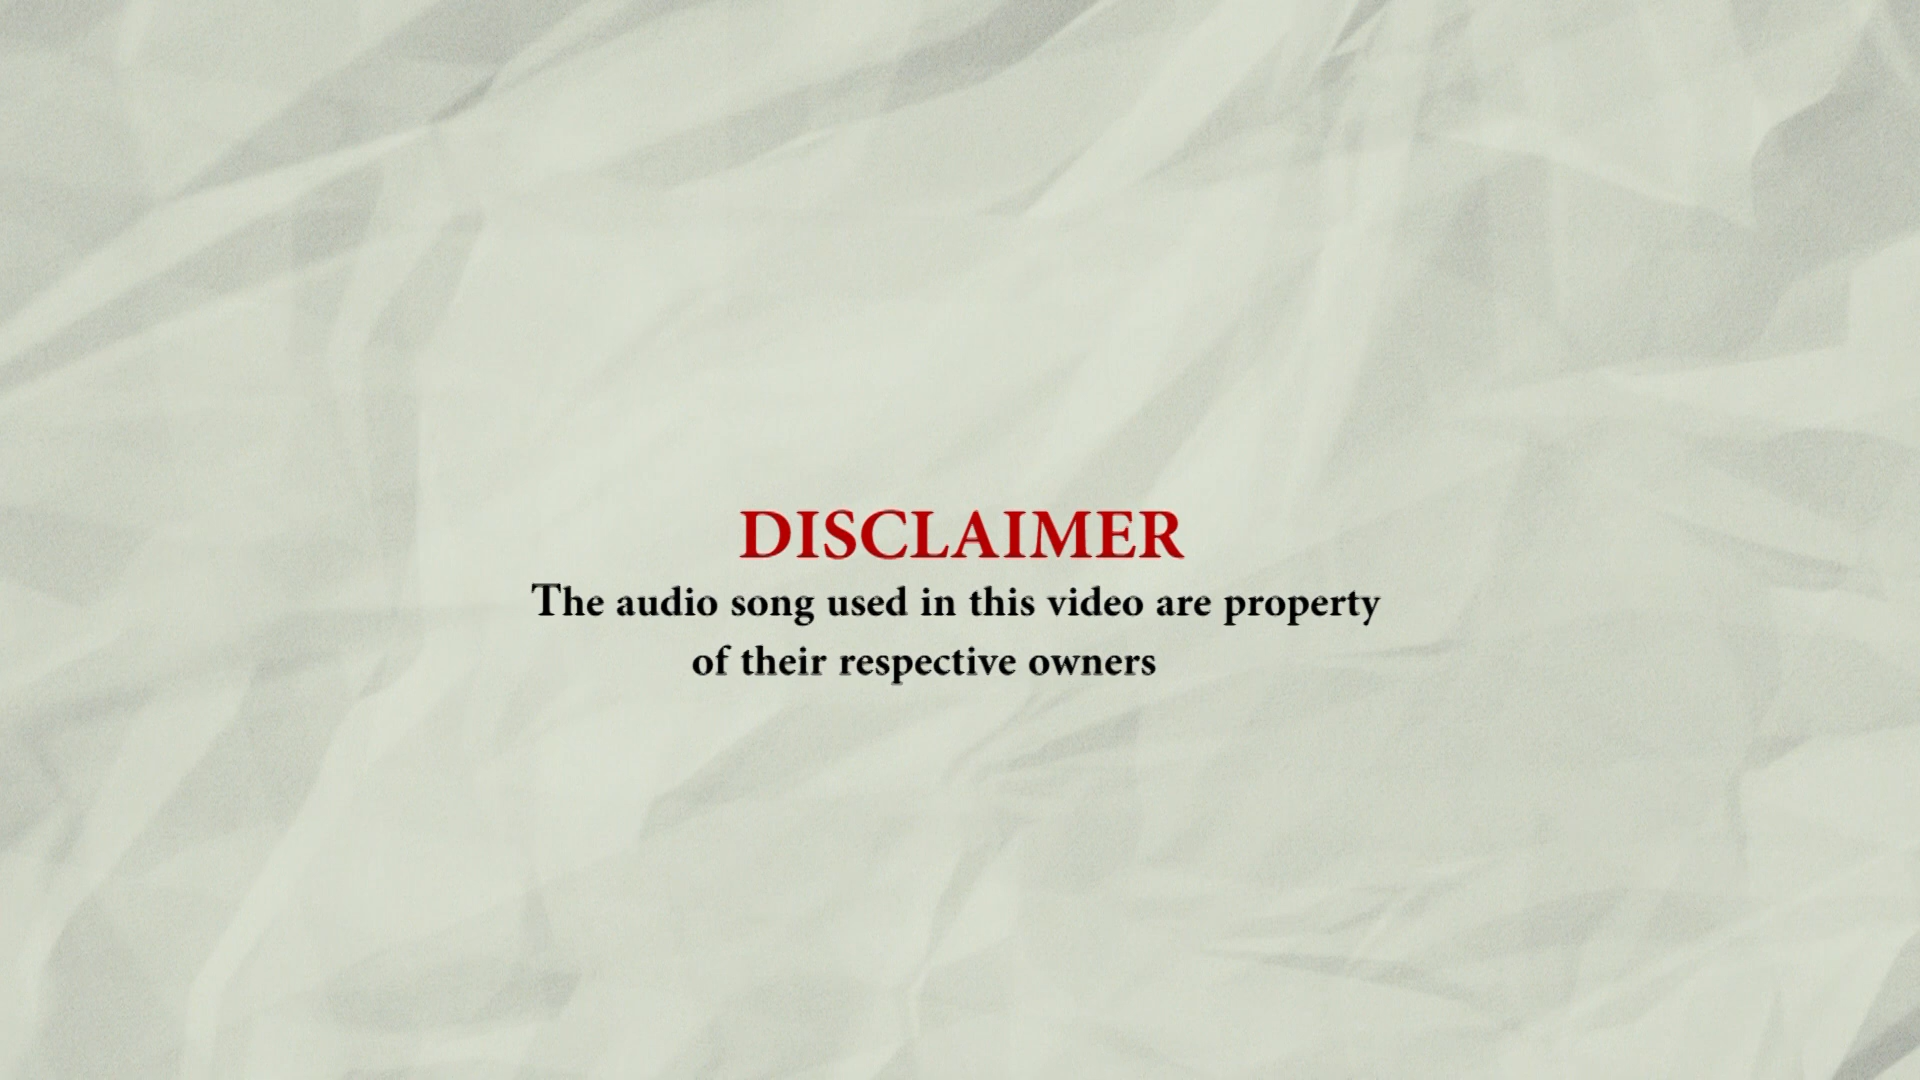 DISCLAIMER
The audio song used in this video are property
of their respective owners